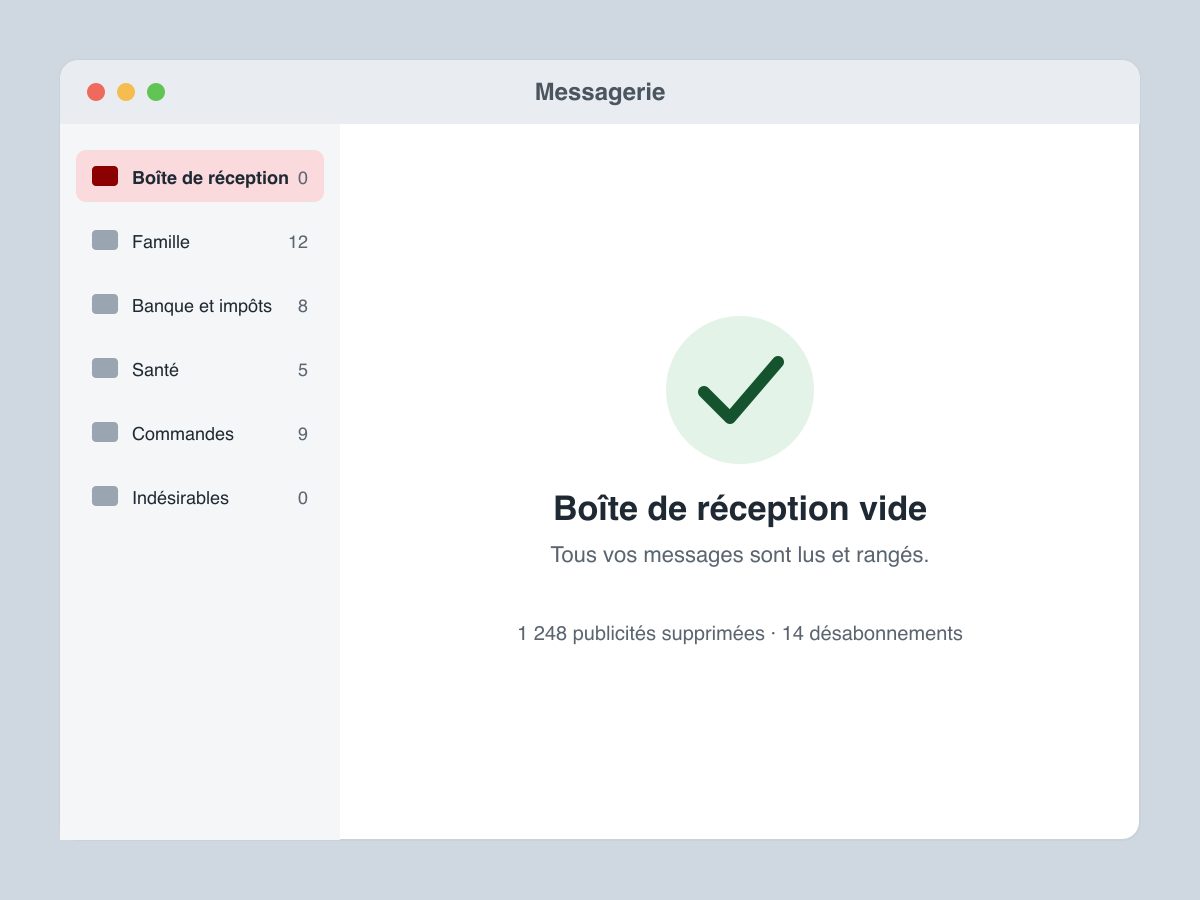 Messagerie
Boîte de réception 0
Famille 12
Banque et impôts 8
Santé 5
Commandes 9
Indésirables 0
Boîte de réception vide
Tous vos messages sont lus et rangés.
1 248 publicités supprimées · 14 désabonnements